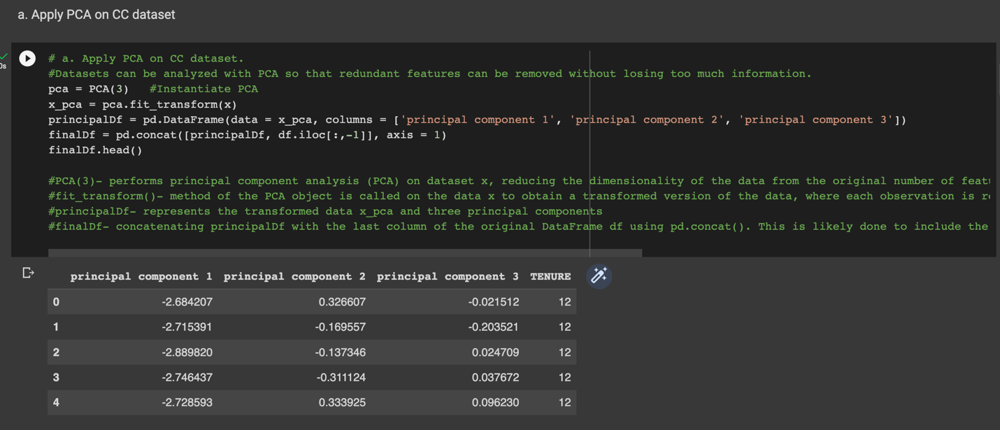 a. Apply PCA on CC dataset
0s
# a. Apply PCA on CC dataset.
#Datasets can be analyzed with PCA so that redundant features can be removed without losing too much information.
pca = PCA(3)   #Instantiate PCA
x_pca = pca.fit_transform(x)
principalDf = pd.DataFrame(data = x_pca, columns = ['principal component 1', 'principal component 2', 'principal component 3'])
finalDf = pd.concat([principalDf, df.iloc[:,-1]], axis = 1)
finalDf.head()
#PCA(3)- performs principal component analysis (PCA) on dataset x, reducing the dimensionality of the data from the original number of
#fit_transform()- method of the PCA object is called on the data x to obtain a transformed version of the data, where each observation is
#principalDf- represents the transformed data x_pca and three principal components
#finalDf- concatenating principalDf with the last column of the original DataFrame df using pd.concat(). This is likely done to include the
principal component 1 principal component 2 principal component 3 TENURE
0 -2.684207 0.326607 -0.021512 12
1 -2.715391 -0.169557 -0.203521 12
2 -2.889820 -0.137346 0.024709 12
3 -2.746437 -0.311124 0.037672 12
4 -2.728593 0.333925 0.096230 12